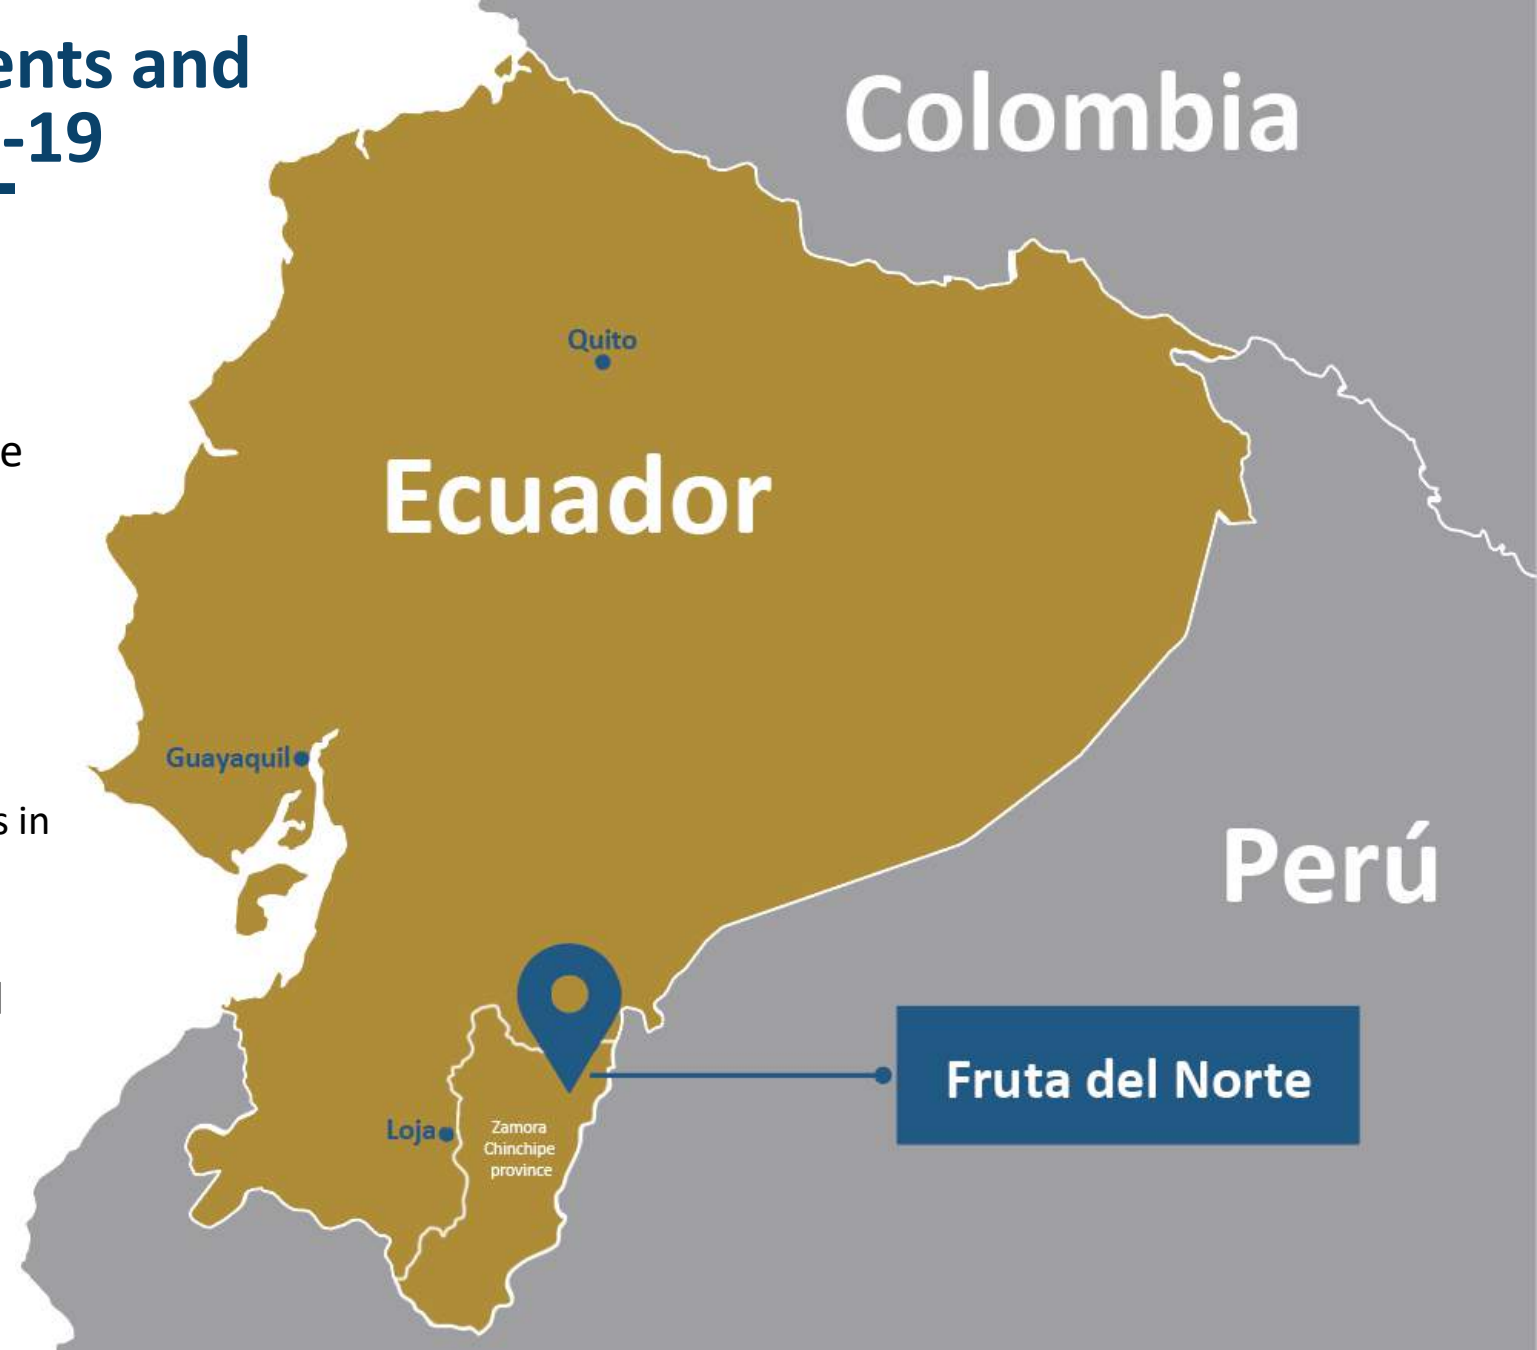 ents and
-19
Colombia
Quito
e
Ecuador
Guayaquil
s in
Perú
Fruta del Norte
Loja
Zamora
Chinchipe
province